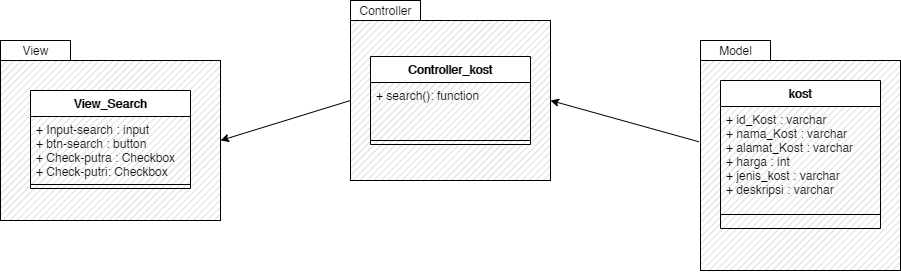 View
View_Search
+ Input-search : input
+ btn-search : button
+ Check-putra : Checkbox
+ Check-putri: Checkbox
Controller
Controller_kost
+ search(): function
Model
kost
+ id_Kost : varchar
+ nama_Kost : varchar
+ alamat_Kost : varchar
+ harga : int
+ jenis_kost : varchar
+ deskripsi : varchar